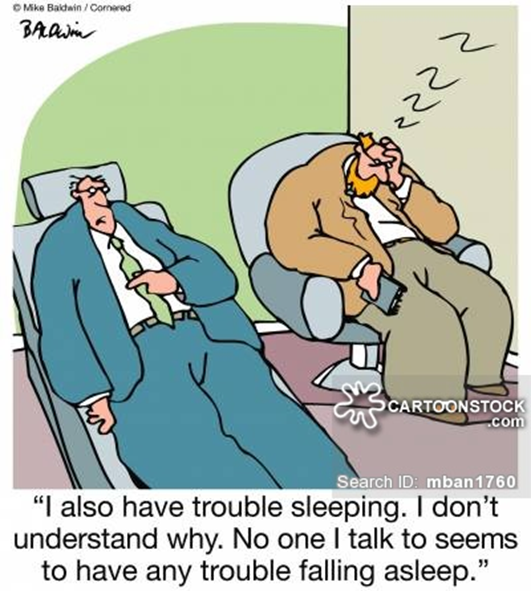 © Mike Baldwin / Cornered
BALDWin
Z
Z
Z
Z
CARTOONSTOCK
.com
Search ID: mban1760
“I also have trouble sleeping. I don’t
understand why. No one I talk to seems
to have any trouble falling asleep.”